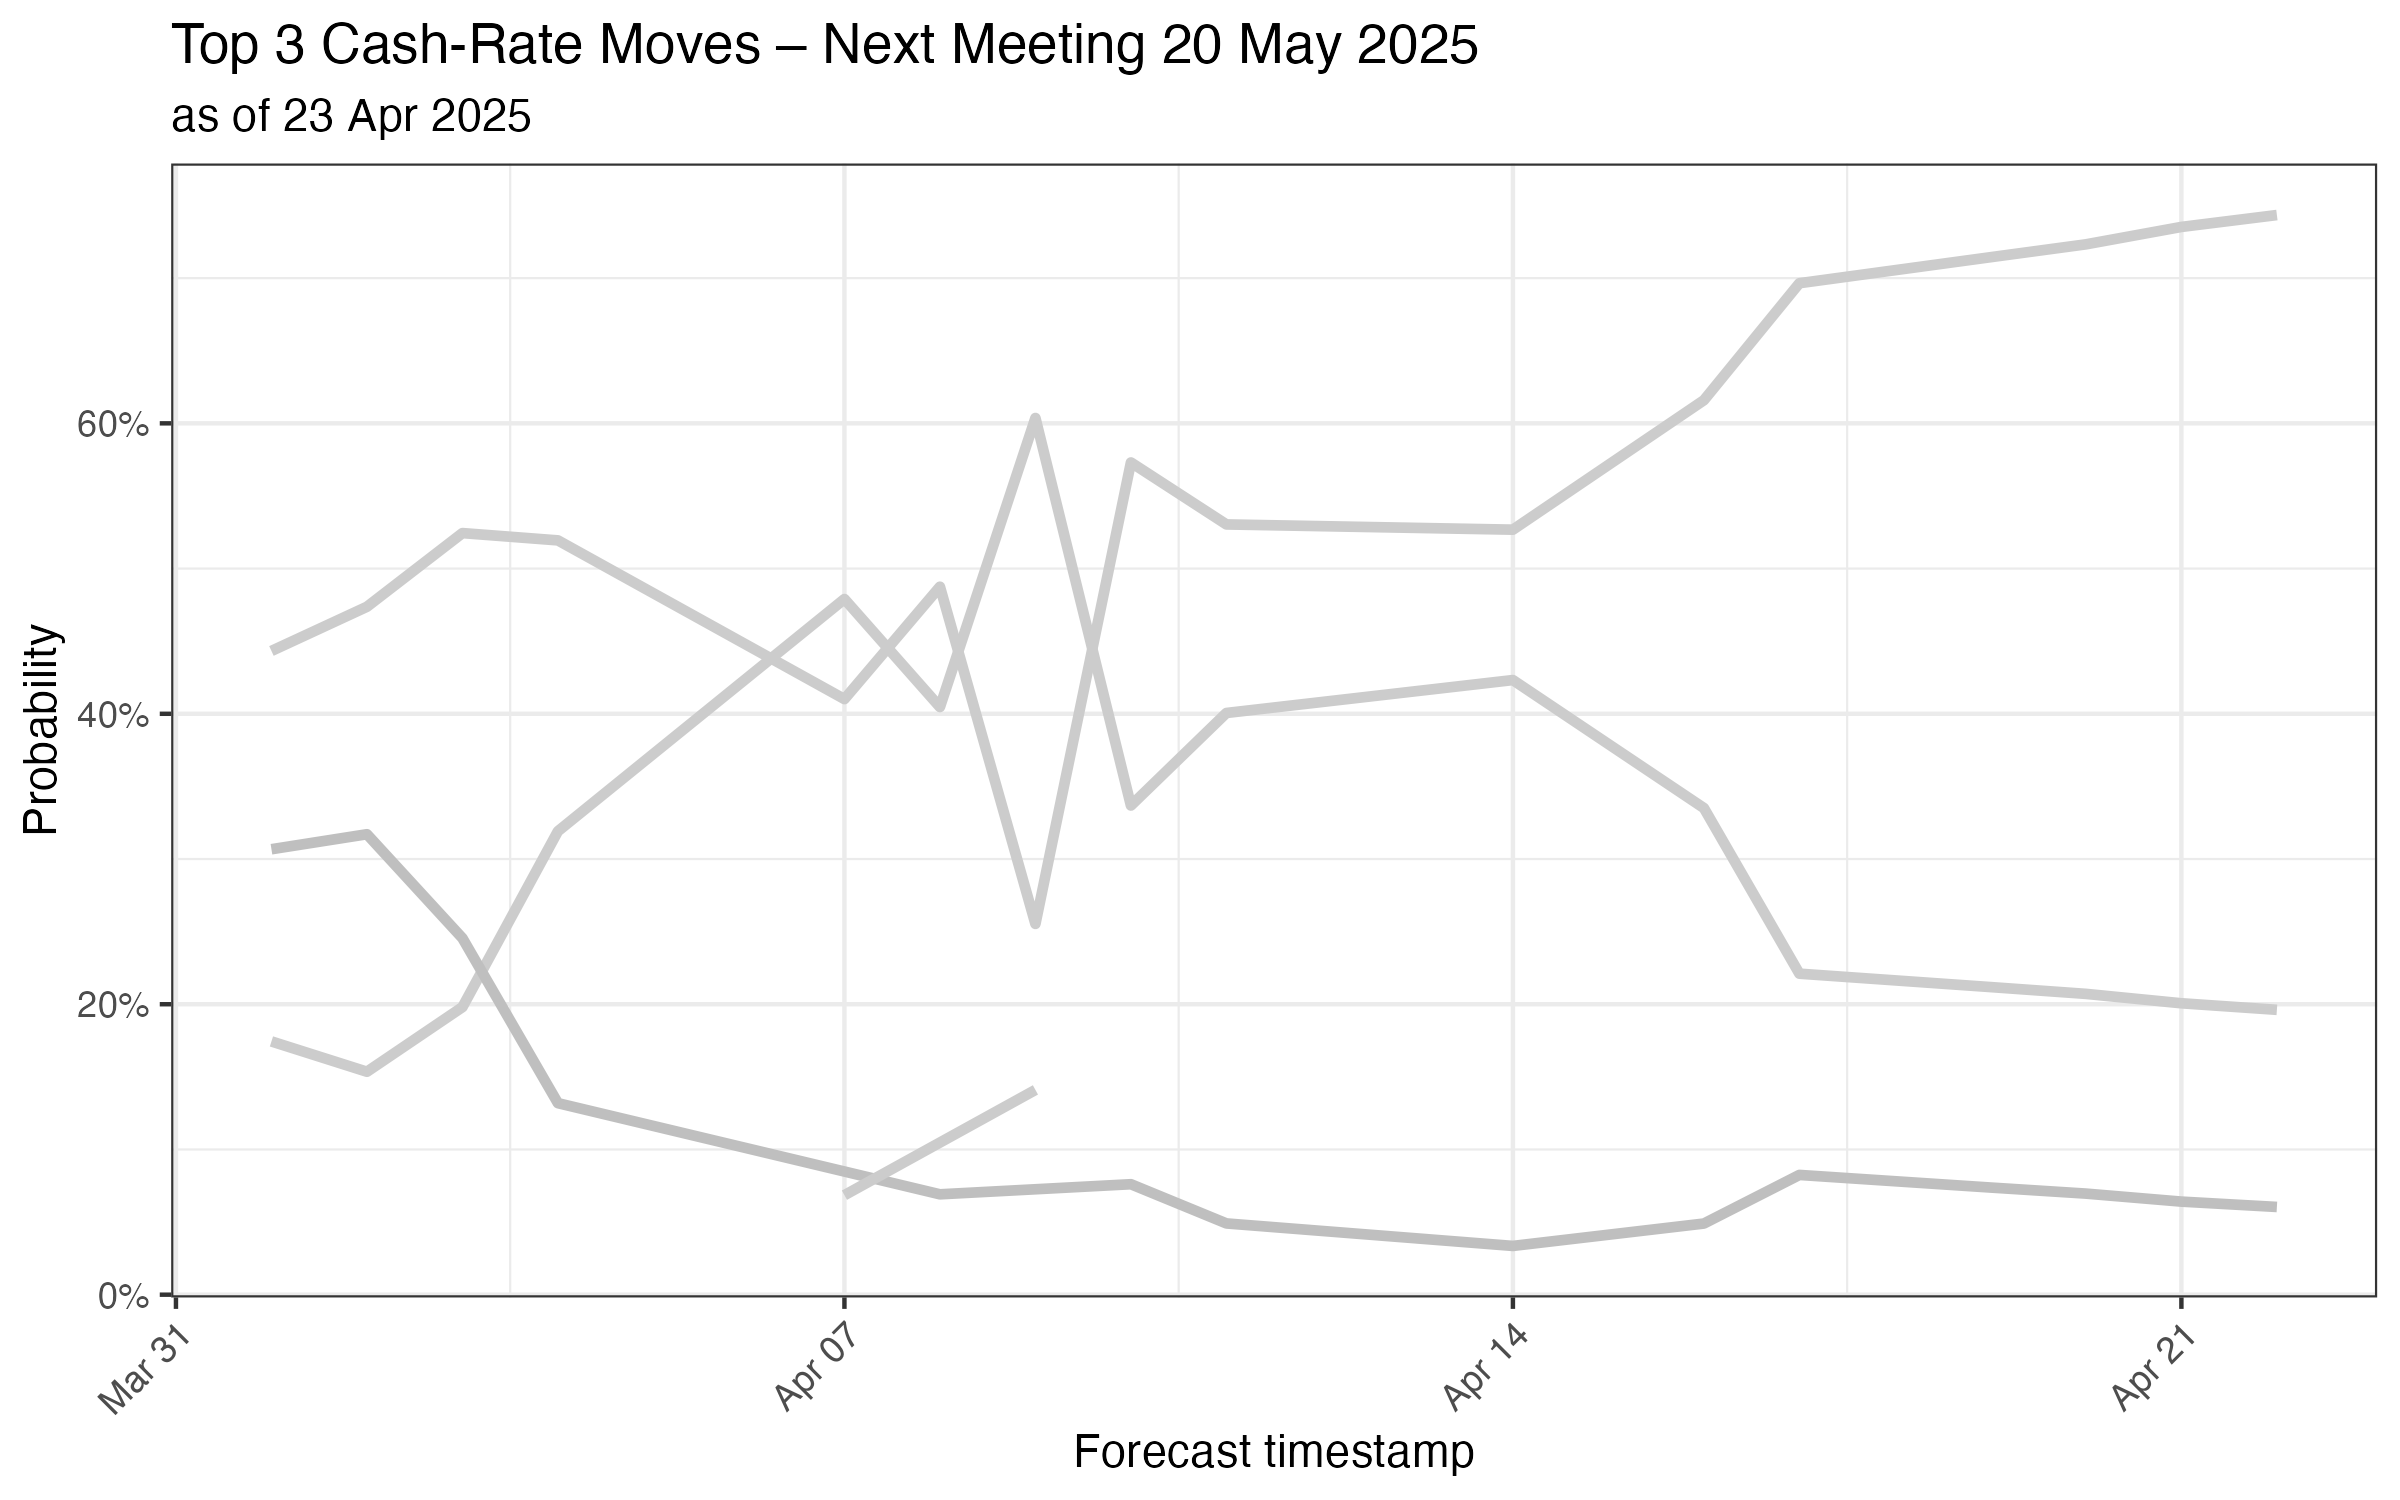 Top 3 Cash-Rate Moves – Next Meeting 20 May 2025
as of 23 Apr 2025
Probability
60%
40%
20%
0%
Mar 31
Apr 07
Apr 14
Apr 21
Forecast timestamp